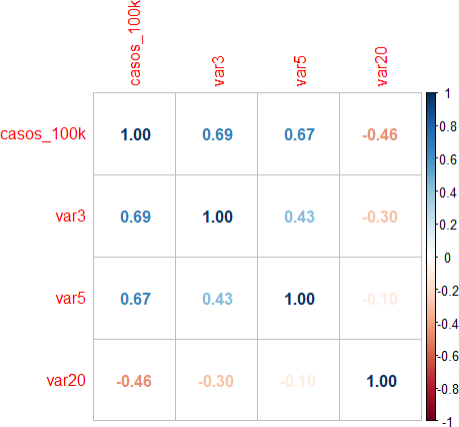 casos_100k var3 var5 var20
casos_100k 1.00 0.69 0.67 -0.46
var3 0.69 1.00 0.43 -0.30
var5 0.67 0.43 1.00 -0.10
var20 -0.46 -0.30 -0.10 1.00
1
0.8
0.6
0.4
0.2
0
-0.2
-0.4
-0.6
-0.8
-1